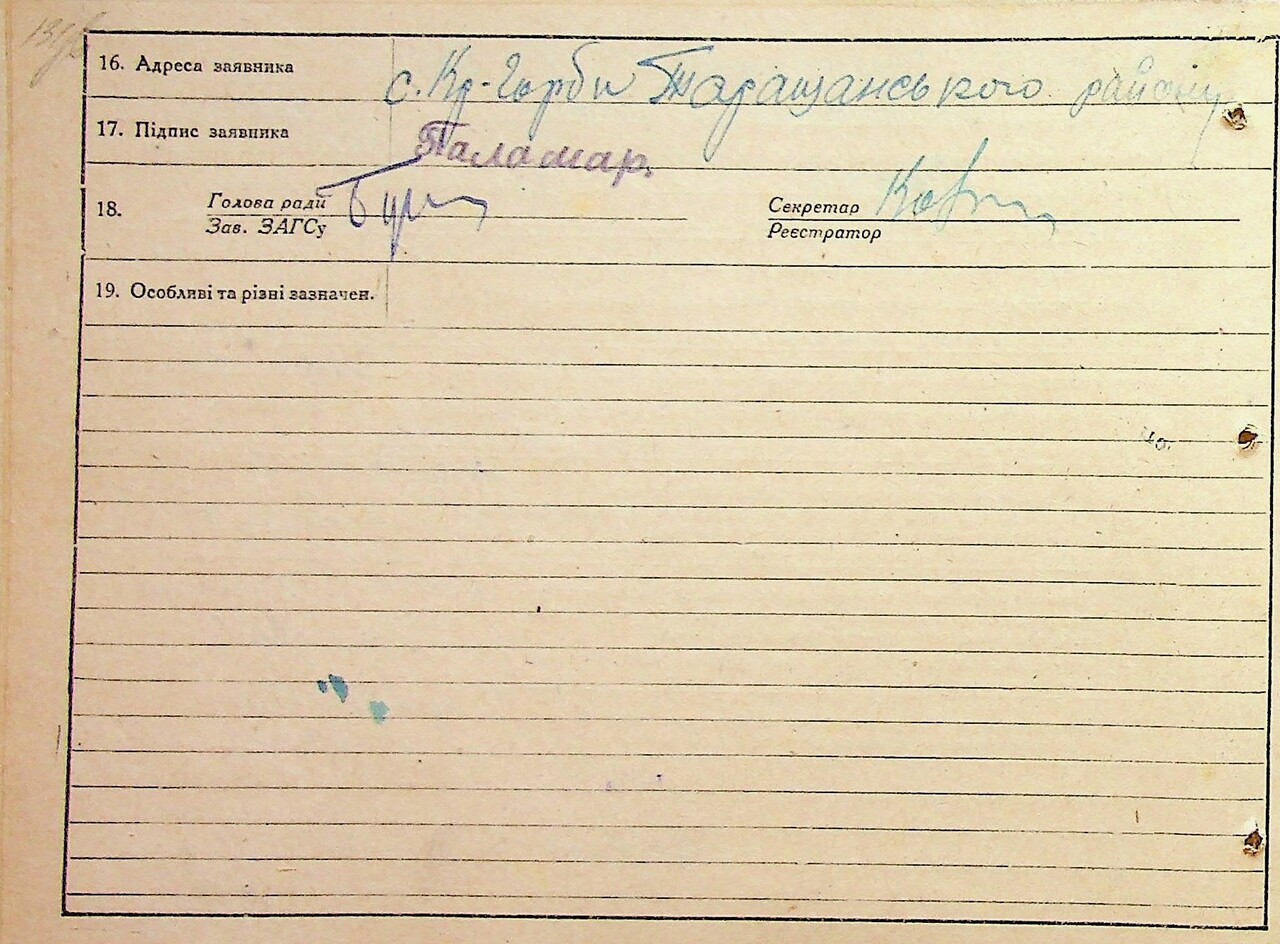 16. Адреса заявника с. Кр-Горби Таращанського району
17. Підпис заявника Паламар.
18. Голова ради
Зав. ЗАГСу
Секретар
Реєстратор
19. Особливі та різні зазначен.